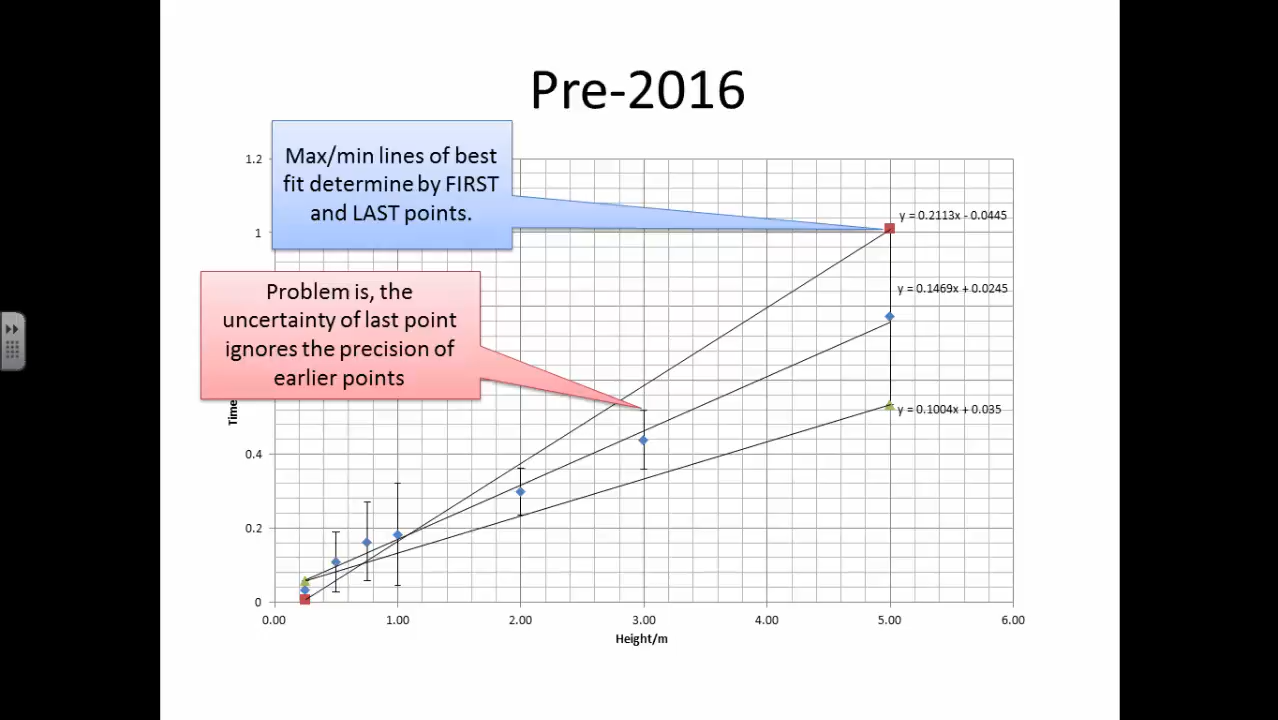 Pre-2016
Max/min lines of best
fit determine by FIRST
and LAST points.
Problem is, the
uncertainty of last point
ignores the precision of
earlier points
1.2
1
0.4
0.2
0
Time
y = 0.2113x - 0.0445
y = 0.1469x + 0.0245
y = 0.1004x + 0.035
0.00 1.00 2.00 3.00 4.00 5.00 6.00
Height/m